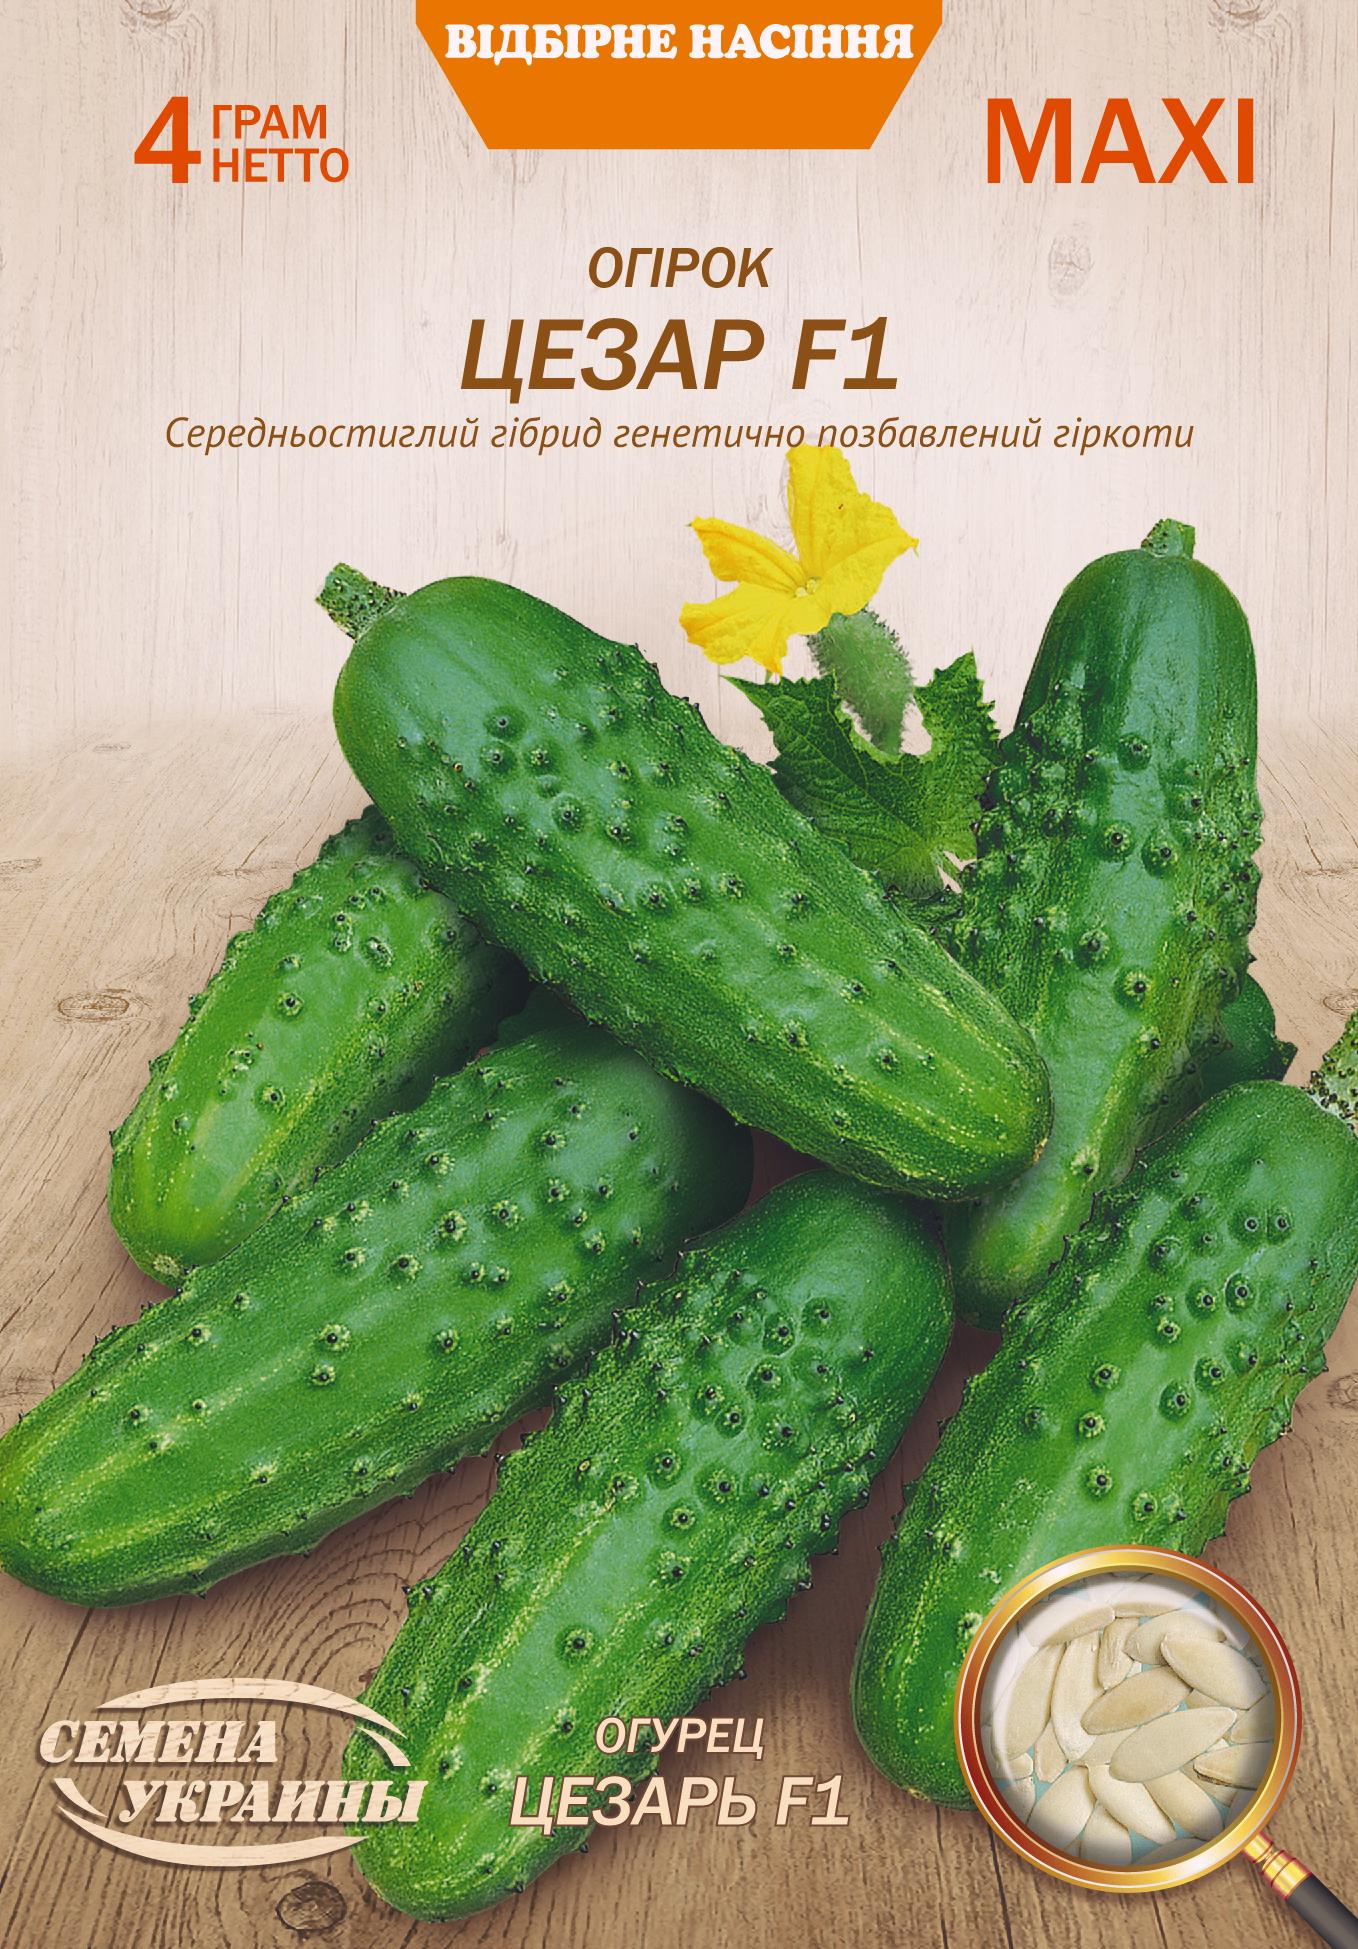 ВІДБІРНЕ НАСІННЯ
4 ГРАМ
НЕТТО
MAXI
ОГІРОК
ЦЕЗАР F1
Середньостиглий гібрид генетично позбавлений гіркоти
СЕМЕНА
УКРАИНЫ
ОГУРЕЦ
ЦЕЗАРЬ F1